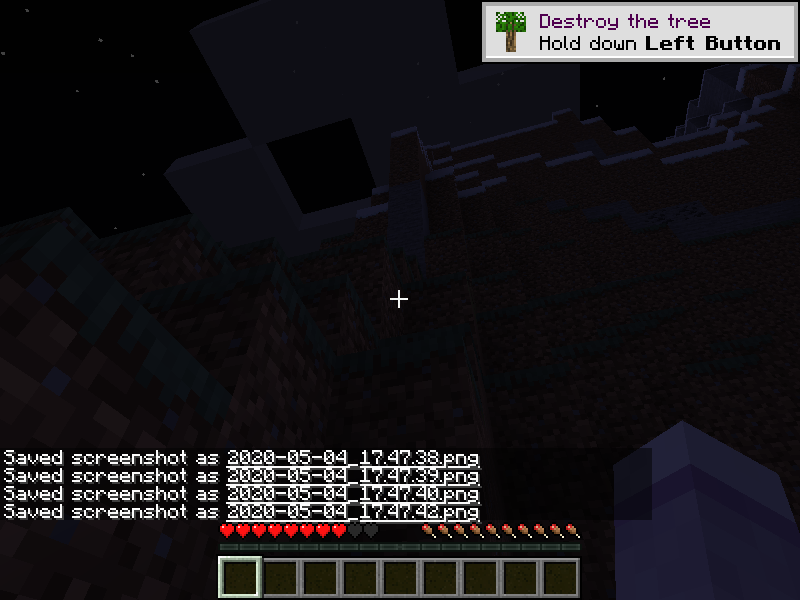 Destroy the tree
Hold down Left Button
Saved screenshot as 2020-05-04_17.47.38.png
Saved screenshot as 2020-05-04_17.47.39.png
Saved screenshot as 2020-05-04_17.47.40.png
Saved screenshot as 2020-05-04_17.47.42.png